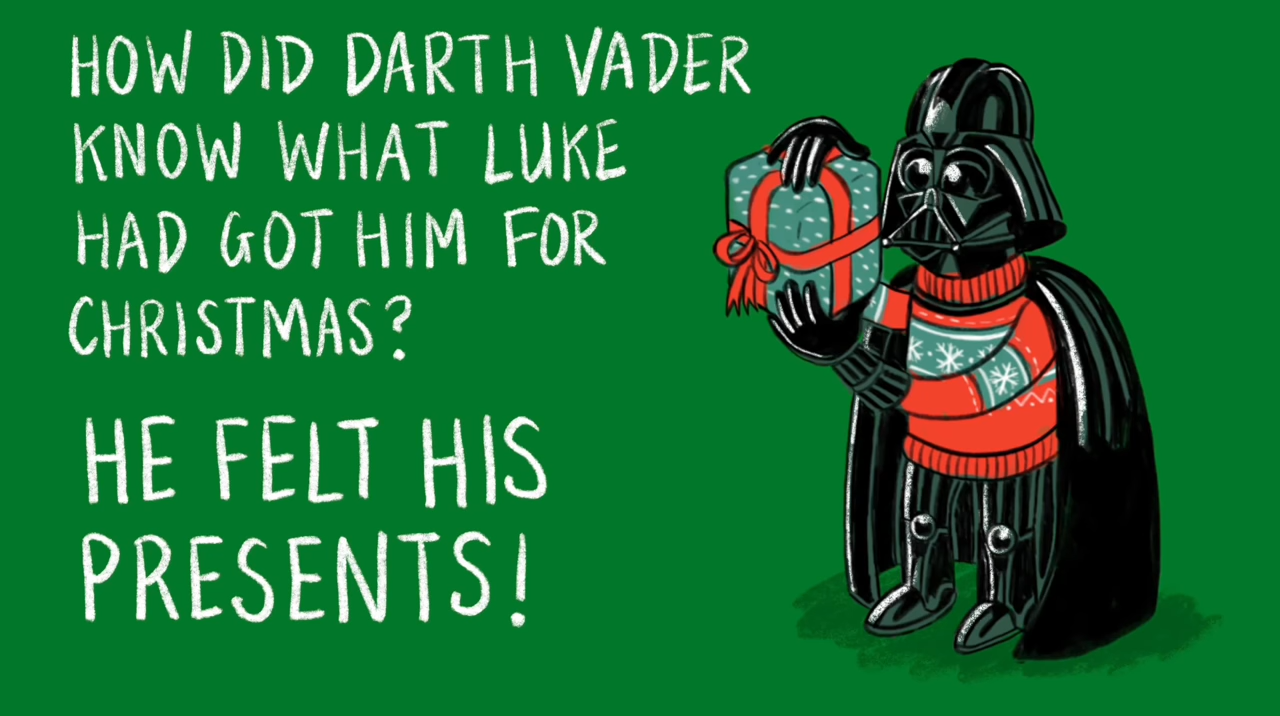 HOW DID DARTH VADER
KNOW WHAT LUKE
HAD GOT HIM FOR
CHRISTMAS?
HE FELT HIS
PRESENTS!